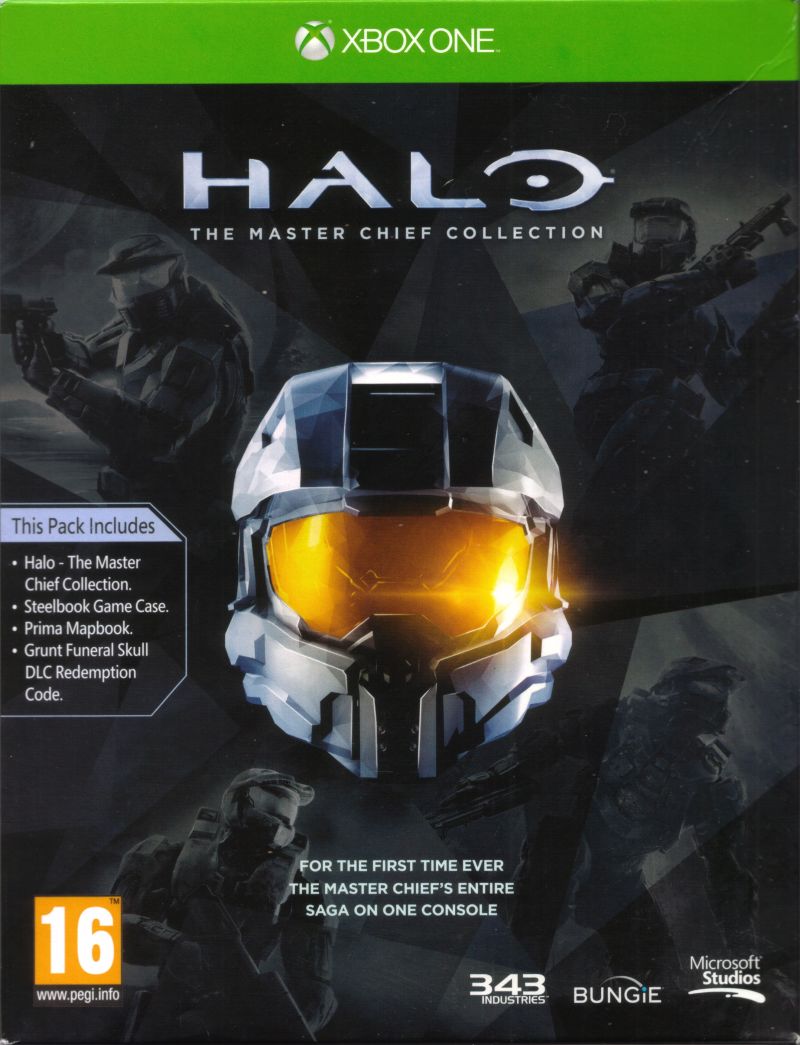 XBOX ONE
HALO
THE MASTER CHIEF COLLECTION
This Pack Includes
• Halo - The Master
Chief Collection.
• Steelbook Game Case.
• Prima Mapbook.
• Grunt Funeral Skull
DLC Redemption
Code.
FOR THE FIRST TIME EVER
THE MASTER CHIEF'S ENTIRE
SAGA ON ONE CONSOLE
16™
www.pegi.info
343
INDUSTRIES
BUNGiE
Microsoft
Studios